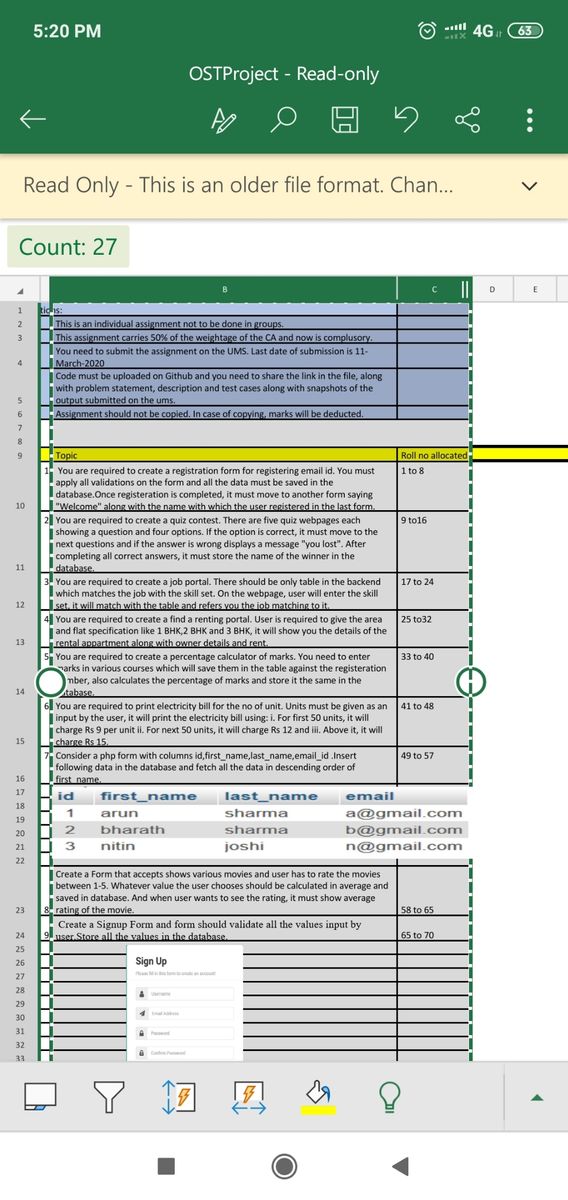 5:20 PM
4G
63
OSTProject - Read-only
Read Only - This is an older file format. Chan...
Count: 27
B C D E
1 tions:
2 This is an individual assignment not to be done in groups.
3 This assignment carries 50% of the weightage of the CA and now is complusory.
You need to submit the assignment on the UMS. Last date of submission is 11-
4 March-2020
Code must be uploaded on Github and you need to share the link in the file, along
with problem statement, description and test cases along with snapshots of the
5 output submitted on the ums.
6 Assignment should not be copied. In case of copying, marks will be deducted.
7
8
9 Topic Roll no allocated
1 You are required to create a registration form for registering email id. You must 1 to 8
apply all validations on the form and all the data must be saved in the
database.Once registeration is completed, it must move to another form saying
10 "Welcome" along with the name with which the user registered in the last form.
2 You are required to create a quiz contest. There are five quiz webpages each 9 to16
showing a question and four options. If the option is correct, it must move to the
next questions and if the answer is wrong displays a message "you lost". After
completing all correct answers, it must store the name of the winner in the
11 database.
3 You are required to create a job portal. There should be only table in the backend 17 to 24
which matches the job with the skill set. On the webpage, user will enter the skill
12 set, it will match with the table and refers you the job matching to it.
4 You are required to create a find a renting portal. User is required to give the area 25 to32
and flat specification like 1 BHK,2 BHK and 3 BHK, it will show you the details of the
13 rental appartment along with owner details and rent.
5 You are required to create a percentage calculator of marks. You need to enter 33 to 40
marks in various courses which will save them in the table against the registeration
mber, also calculates the percentage of marks and store it the same in the
14 tabase.
6 You are required to print electricity bill for the no of unit. Units must be given as an 41 to 48
input by the user, it will print the electricity bill using: i. For first 50 units, it will
charge Rs 9 per unit ii. For next 50 units, it will charge Rs 12 and iii. Above it, it will
15 charge Rs 15.
7 Consider a php form with columns id,first_name,last_name,email_id .Insert 49 to 57
following data in the database and fetch all the data in descending order of
16 first_name.
17 id first_name last_name email
18
19 1 arun sharma a@gmail.com
20 2 bharath sharma b@gmail.com
21 3 nitin joshi n@gmail.com
22
Create a Form that accepts shows various movies and user has to rate the movies
between 1-5. Whatever value the user chooses should be calculated in average and
saved in database. And when user wants to see the rating, it must show average
23 8 rating of the movie. 58 to 65
Create a Signup Form and form should validate all the values input by
24 9 user.Store all the values in the database. 65 to 70
25
26 Sign Up
27 Please fill in this form to create an account!
28 Username
29
30 Email Address
31 Password
32
33 Confirm Password